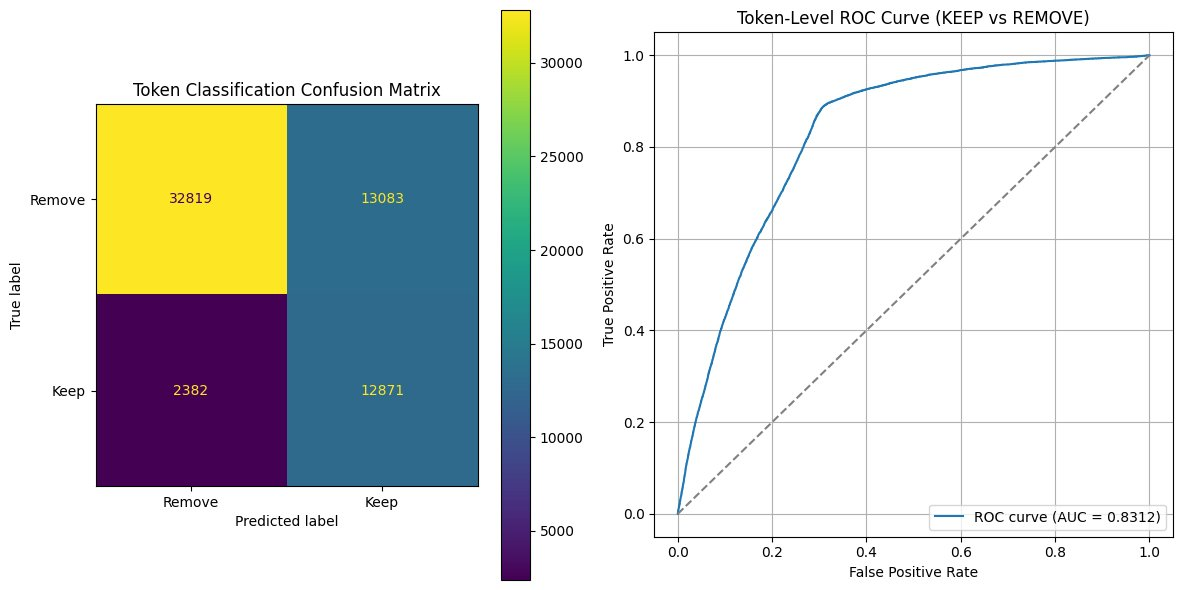 Token Classification Confusion Matrix
True label
Remove
Keep
32819
13083
2382
12871
Remove
Keep
Predicted label
30000
25000
20000
15000
10000
5000
Token-Level ROC Curve (KEEP vs REMOVE)
True Positive Rate
1.0
0.8
0.6
0.4
0.2
0.0
ROC curve (AUC = 0.8312)
0.0
0.2
0.4
0.6
0.8
1.0
False Positive Rate